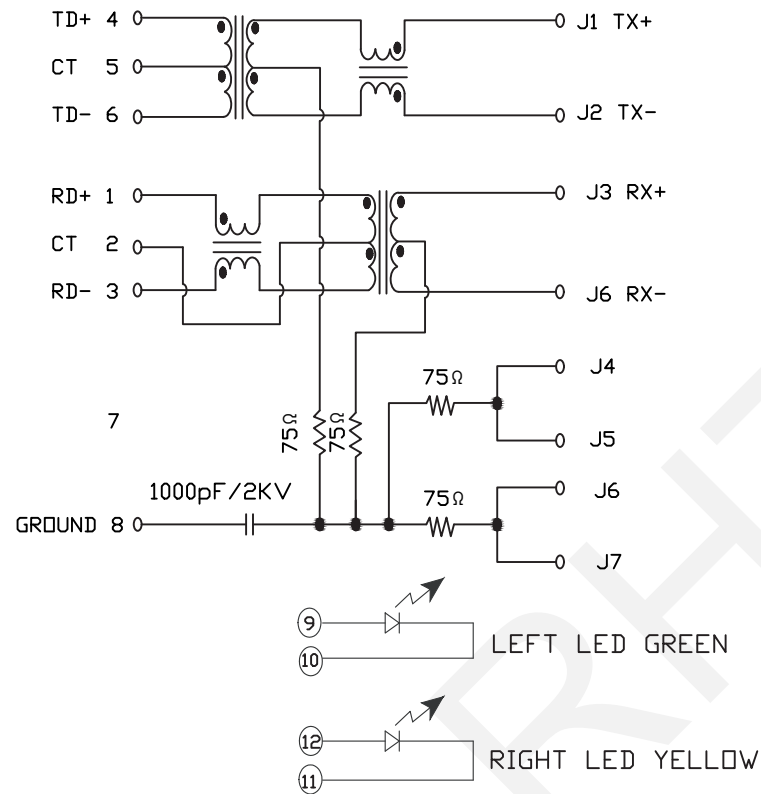 TD+ 4
J1 TX+
CT 5
TD- 6
J2 TX-
RD+ 1
J3 RX+
CT 2
RD- 3
J6 RX-
J4
75Ω
7
75Ω
75Ω
J5
1000pF/2KV
75Ω
J6
GROUND 8
J7
9
LEFT LED GREEN
10
12
RIGHT LED YELLOW
11
RHT